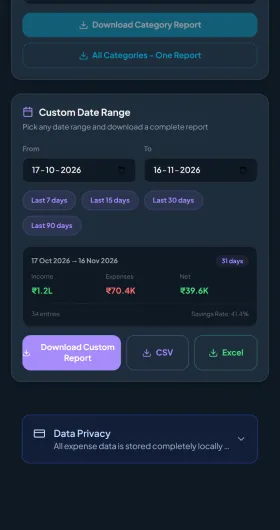 Download Category Report
All Categories – One Report
Custom Date Range
Pick any date range and download a complete report
From
To
17-10-2026
16-11-2026
Last 7 days
Last 15 days
Last 30 days
Last 90 days
17 Oct 2026 → 16 Nov 2026
31 days
Income
Expenses
Net
₹1.2L
₹70.4K
₹39.6K
34 entries
Savings Rate: 41.4%
Download Custom
Report
CSV
Excel
Data Privacy
All expense data is stored completely locally ...